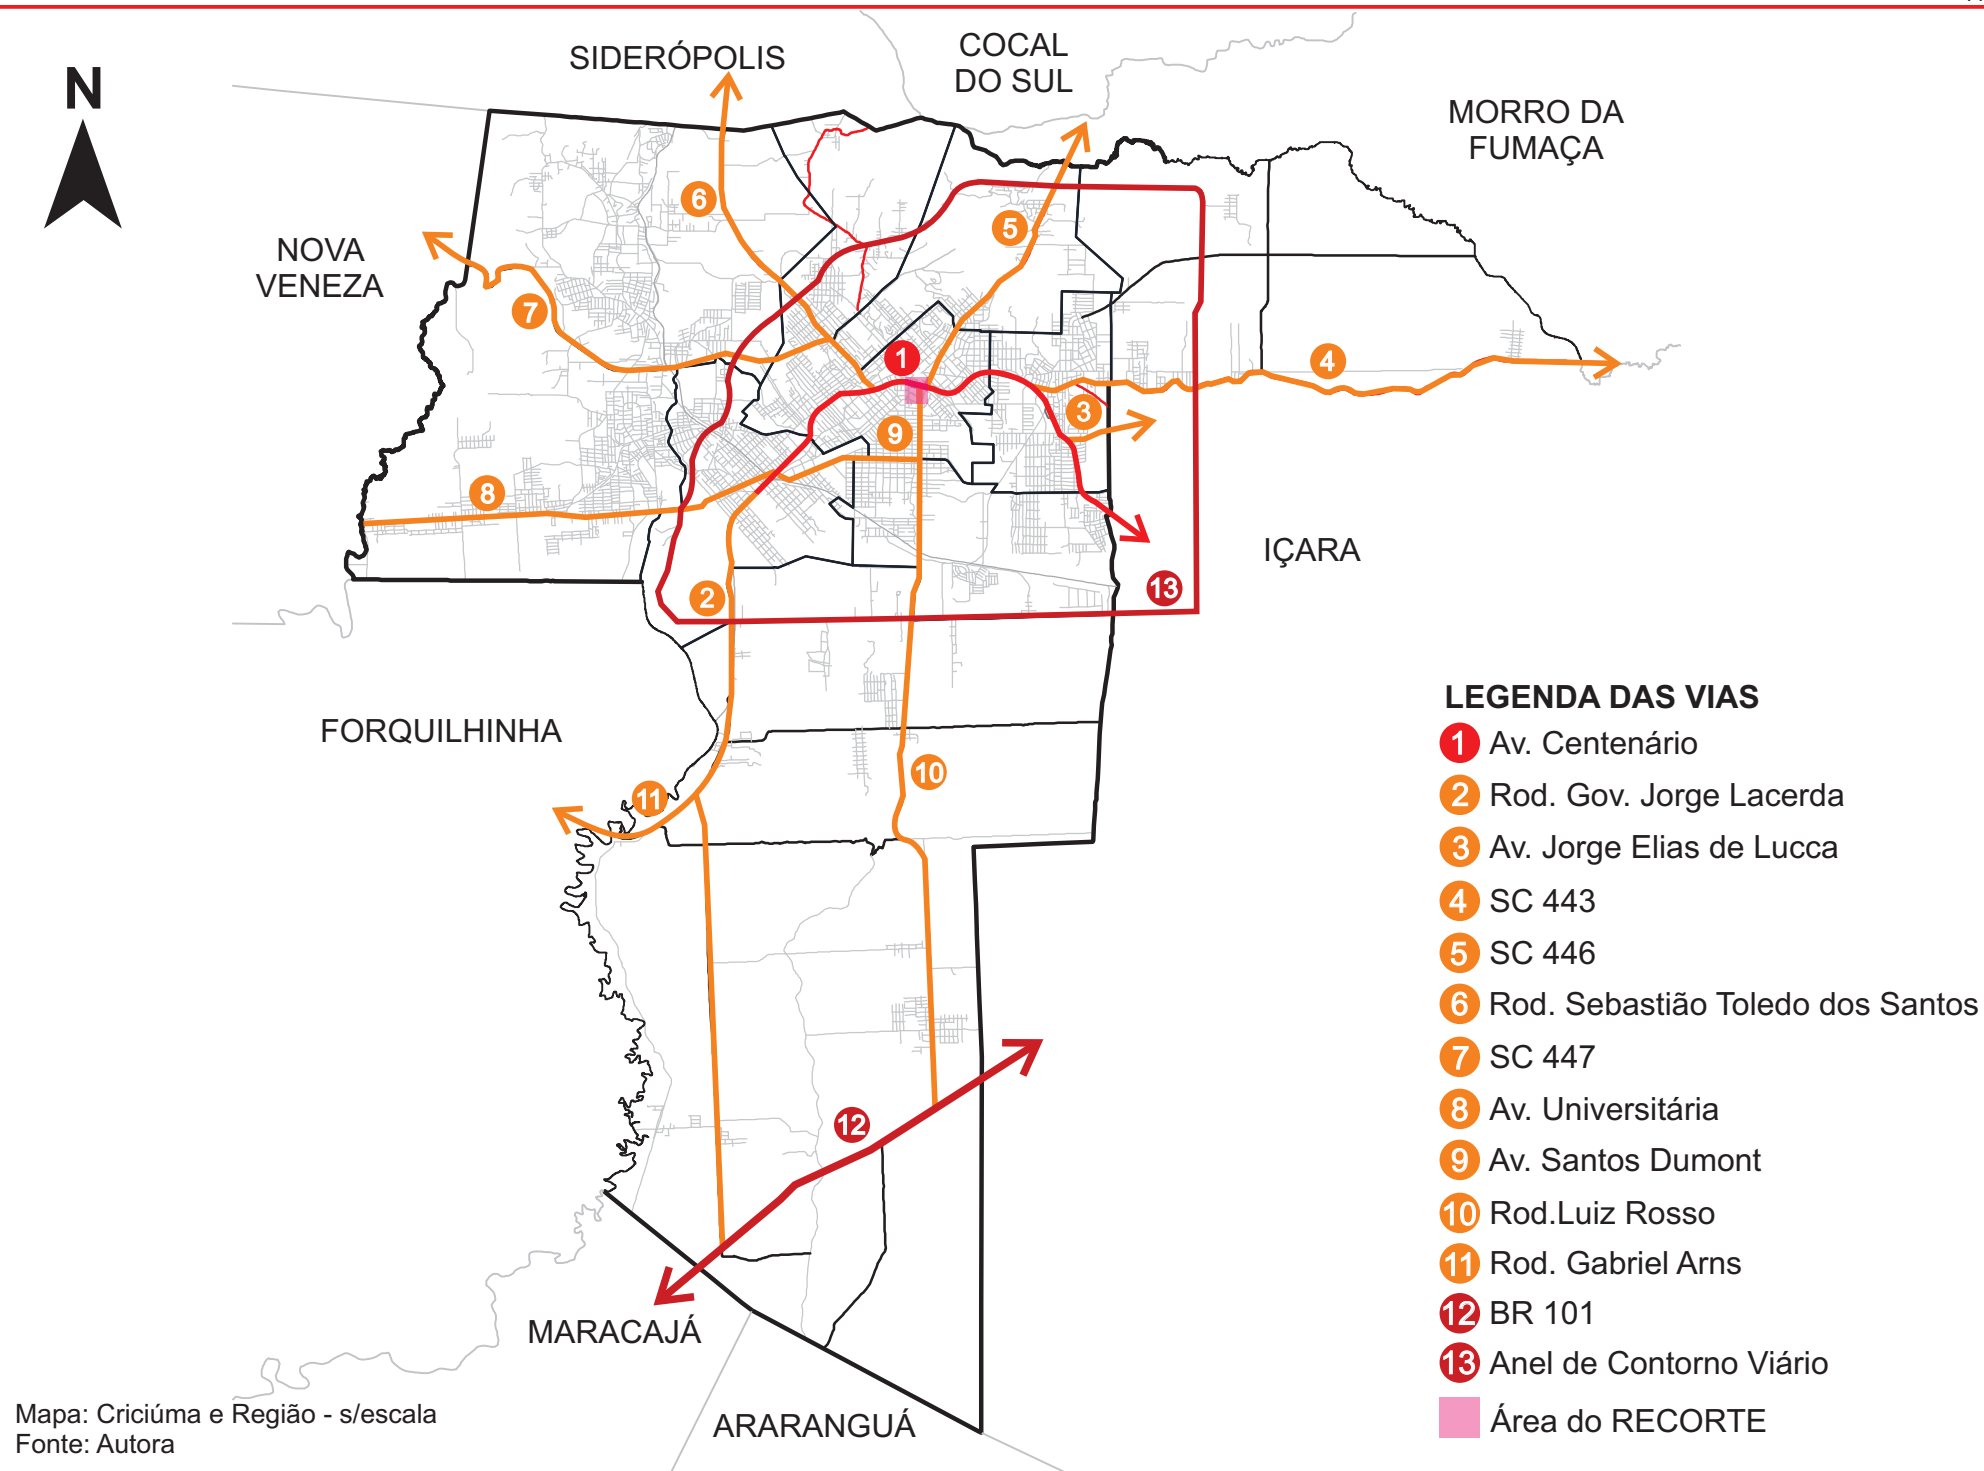 SIDERÓPOLIS
COCAL
DO SUL
MORRO DA
FUMAÇA
N
NOVA
VENEZA
6
5
7
1
4
3
9
8
2
13
IÇARA
FORQUILHINHA
10
11
12
MARACAJÁ
ARARANGUÁ
LEGENDA DAS VIAS
1 Av. Centenário
2 Rod. Gov. Jorge Lacerda
3 Av. Jorge Elias de Lucca
4 SC 443
5 SC 446
6 Rod. Sebastião Toledo dos Santos
7 SC 447
8 Av. Universitária
9 Av. Santos Dumont
10 Rod.Luiz Rosso
11 Rod. Gabriel Arns
12 BR 101
13 Anel de Contorno Viário
Área do RECORTE
Mapa: Criciúma e Região - s/escala
Fonte: Autora